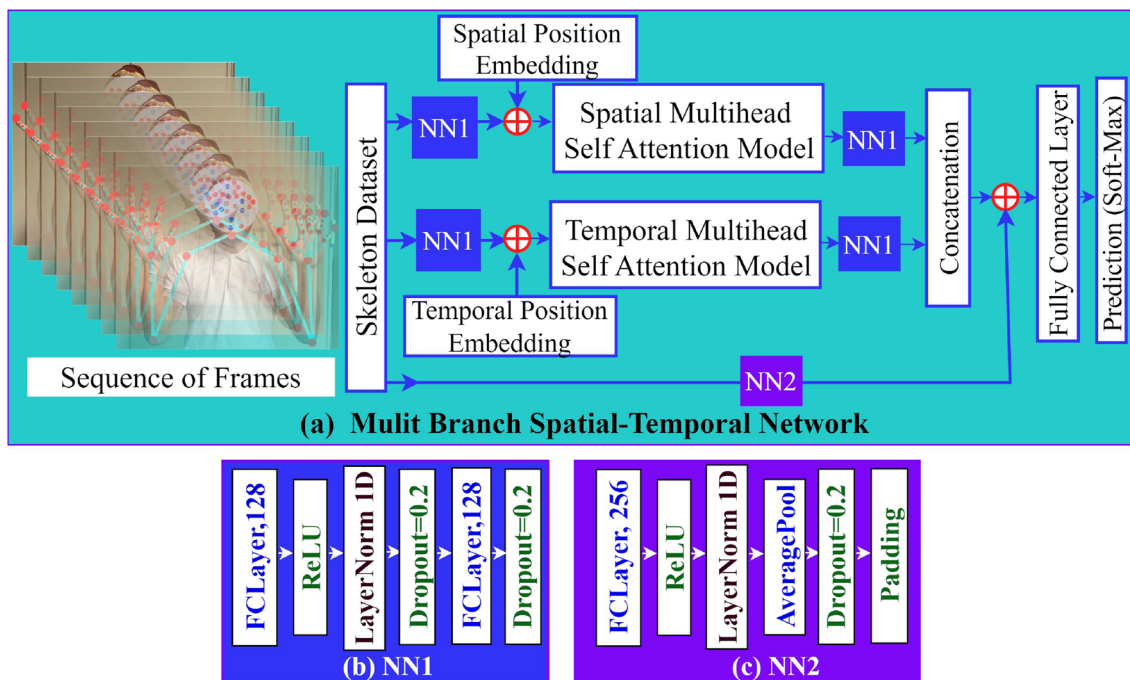 Spatial Position
Embedding
Skeleton Dataset
NN1
Spatial Multihead
Self Attention Model
NN1
NN1
Temporal Multihead
Self Attention Model
NN1
Temporal Position
Embedding
Concatenation
Fully Connected Layer
Prediction (Soft-Max)
Sequence of Frames
NN2
(a) Mulit Branch Spatial-Temporal Network
FCLayer,128
ReLU
LayerNorm 1D
Dropout=0.2
FCLayer,128
Dropout=0.2
(b) NN1
FCLayer, 256
ReLU
LayerNorm 1D
AveragePool
Dropout=0.2
Padding
(c) NN2